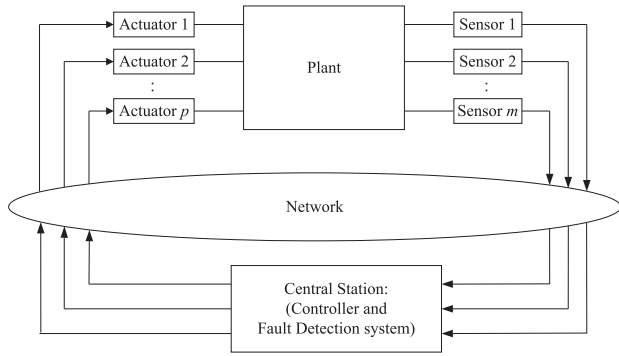 Actuator 1
Actuator 2
:
Actuator p
Plant
Sensor 1
Sensor 2
:
Sensor m
Network
Central Station:
(Controller and
Fault Detection system)